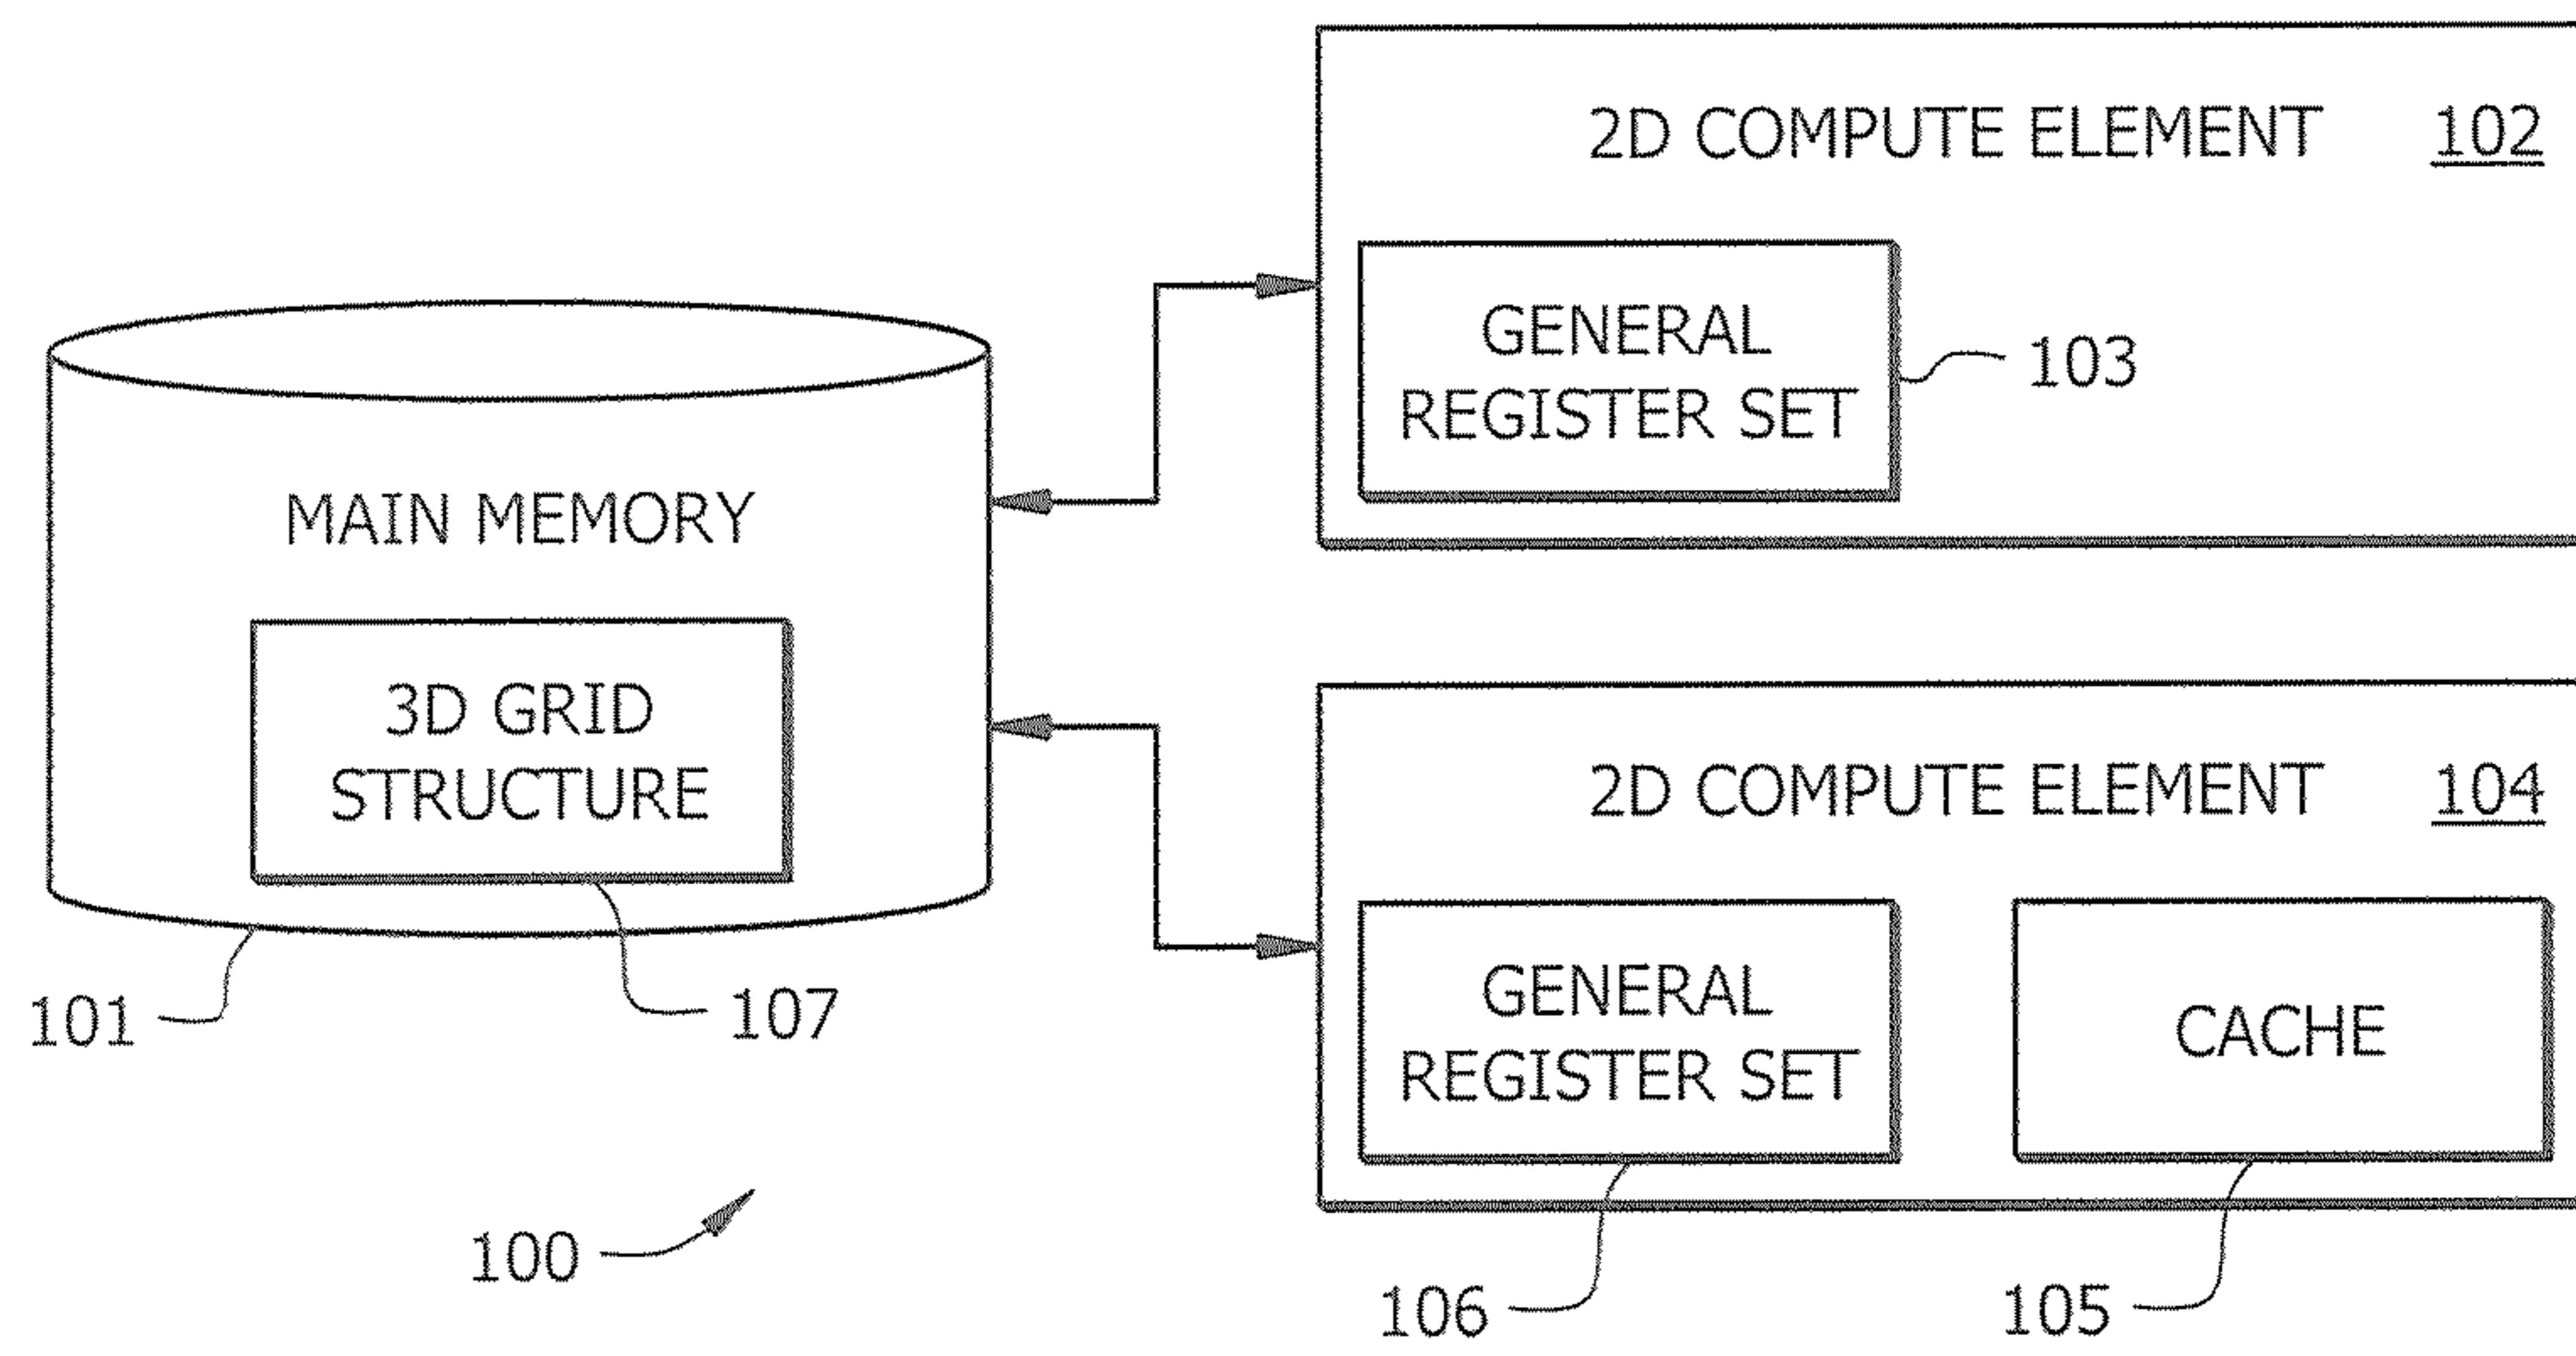 2D COMPUTE ELEMENT 102
GENERAL
REGISTER SET
103
MAIN MEMORY
3D GRID
STRUCTURE
101
107
2D COMPUTE ELEMENT 104
GENERAL
REGISTER SET
CACHE
100
106
105